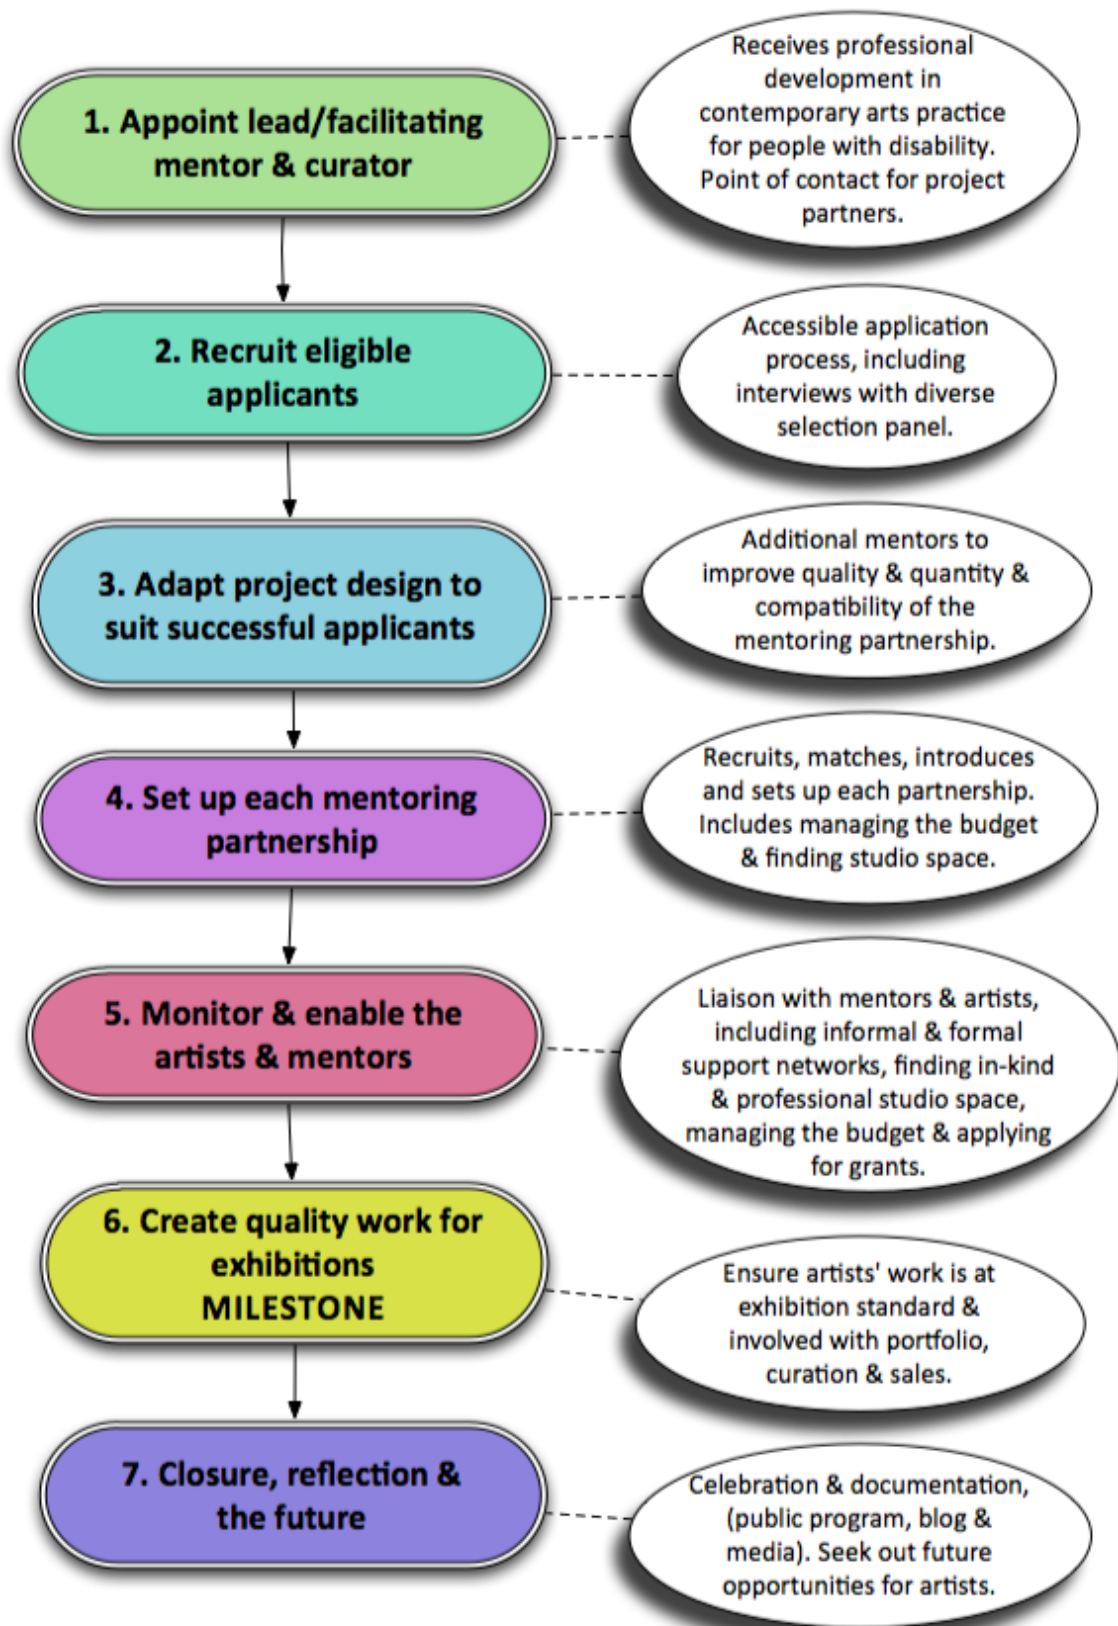 1. Appoint lead/facilitating
mentor & curator
Receives professional
development in
contemporary arts practice
for people with disability.
Point of contact for project
partners.
2. Recruit eligible
applicants
Accessible application
process, including
interviews with diverse
selection panel.
3. Adapt project design to
suit successful applicants
Additional mentors to
improve quality & quantity &
compatibility of the
mentoring partnership.
4. Set up each mentoring
partnership
Recruits, matches, introduces
and sets up each partnership.
Includes managing the budget
& finding studio space.
5. Monitor & enable the
artists & mentors
Liaison with mentors & artists,
including informal & formal
support networks, finding in-kind
& professional studio space,
managing the budget & applying
for grants.
6. Create quality work for
exhibitions
MILESTONE
Ensure artists' work is at
exhibition standard &
involved with portfolio,
curation & sales.
7. Closure, reflection &
the future
Celebration & documentation,
(public program, blog &
media). Seek out future
opportunities for artists.